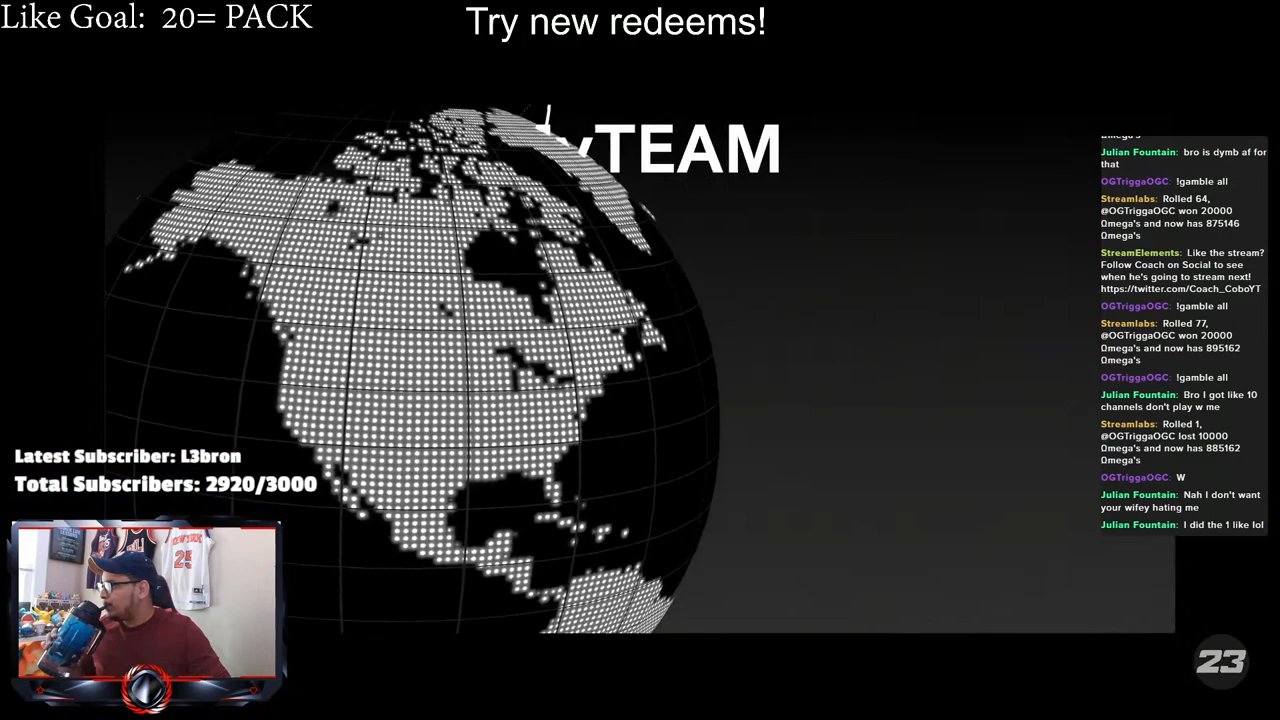 Like Goal:  20= PACK
Try new redeems!
yTEAM
Ωmega's
Julian Fountain: bro is dymb af for
that
OGTriggaOGC: !gamble all
Streamlabs: Rolled 64,
@OGTriggaOGC won 20000
Ωmega's and now has 875146
Ωmega's
StreamElements: Like the stream?
Follow Coach on Social to see
when he's going to stream next!
https://twitter.com/Coach_CoboYT
OGTriggaOGC: !gamble all
Streamlabs: Rolled 77,
@OGTriggaOGC won 20000
Ωmega's and now has 895162
Ωmega's
OGTriggaOGC: !gamble all
Julian Fountain: Bro I got like 10
channels don't play w me
Streamlabs: Rolled 1,
@OGTriggaOGC lost 10000
Ωmega's and now has 885162
Ωmega's
OGTriggaOGC: W
Julian Fountain: Nah I don't want
your wifey hating me
Julian Fountain: I did the 1 like lol
Latest Subscriber: L3bron
Total Subscribers: 2920/3000
25
23